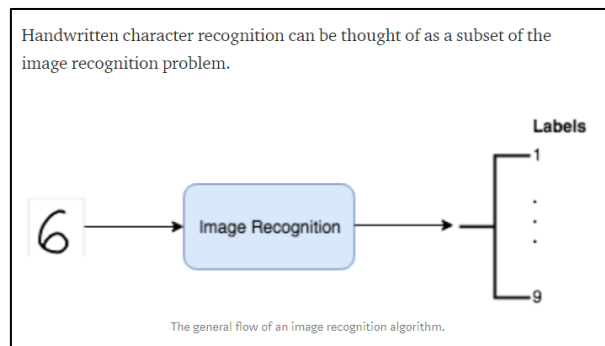 Handwritten character recognition can be thought of as a subset of the
image recognition problem.
Labels
1
6
Image Recognition
9
The general flow of an image recognition algorithm.